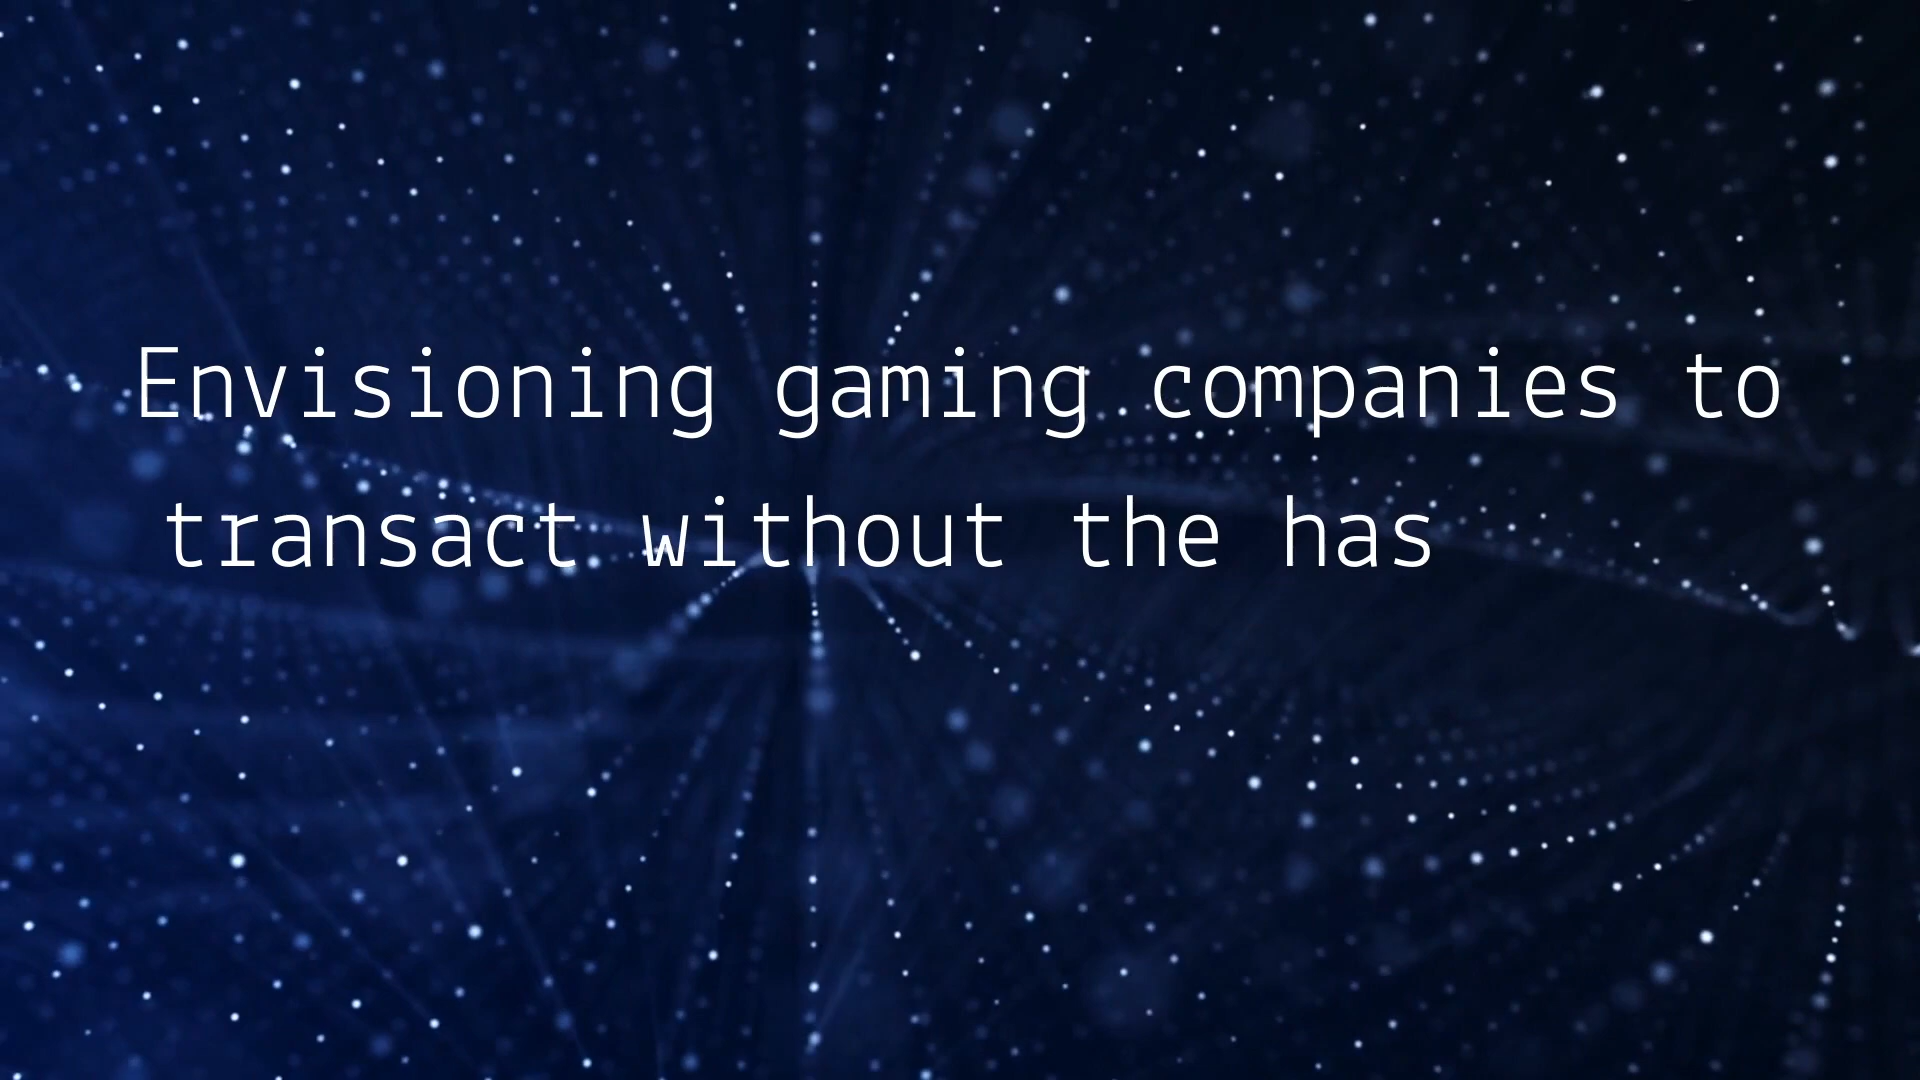 Envisioning gaming companies to
transact without the has